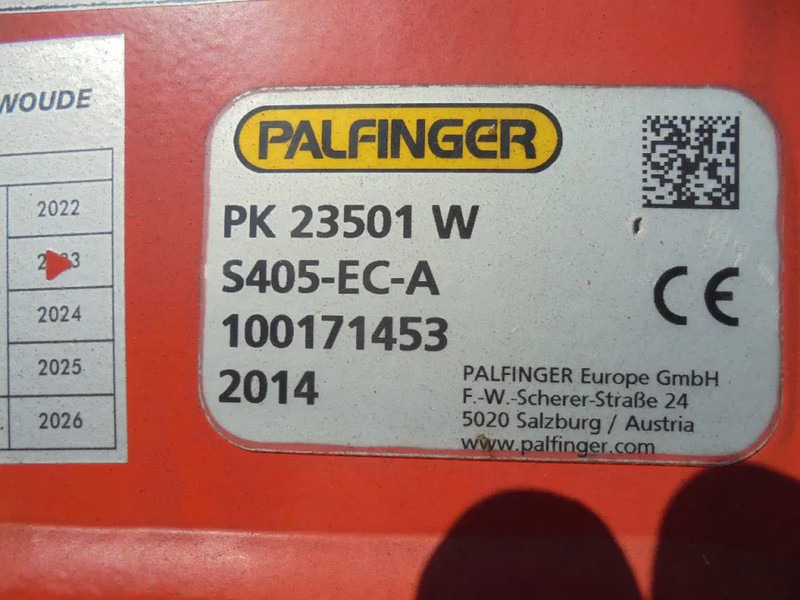 WOUDE
2022
2024
2025
2026
PALFINGER
PK 23501 W
S405-EC-A
100171453
2014
PALFINGER Europe GmbH
F.-W.-Scherer-Straße 24
5020 Salzburg / Austria
www.palfinger.com
CE